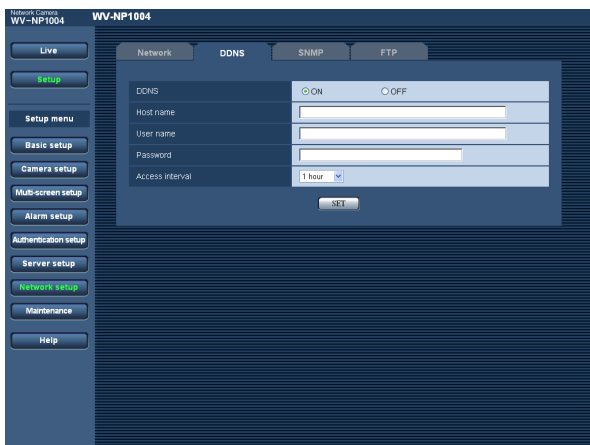 Network Camera
WV-NP1004
WV-NP1004
Live
Setup
Setup menu
Basic setup
Camera setup
Multi-screen setup
Alarm setup
Authentication setup
Server setup
Network setup
Maintenance
Help
Network DDNS SNMP FTP
DDNS ON OFF
Host name
User name
Password
Access interval 1 hour
SET